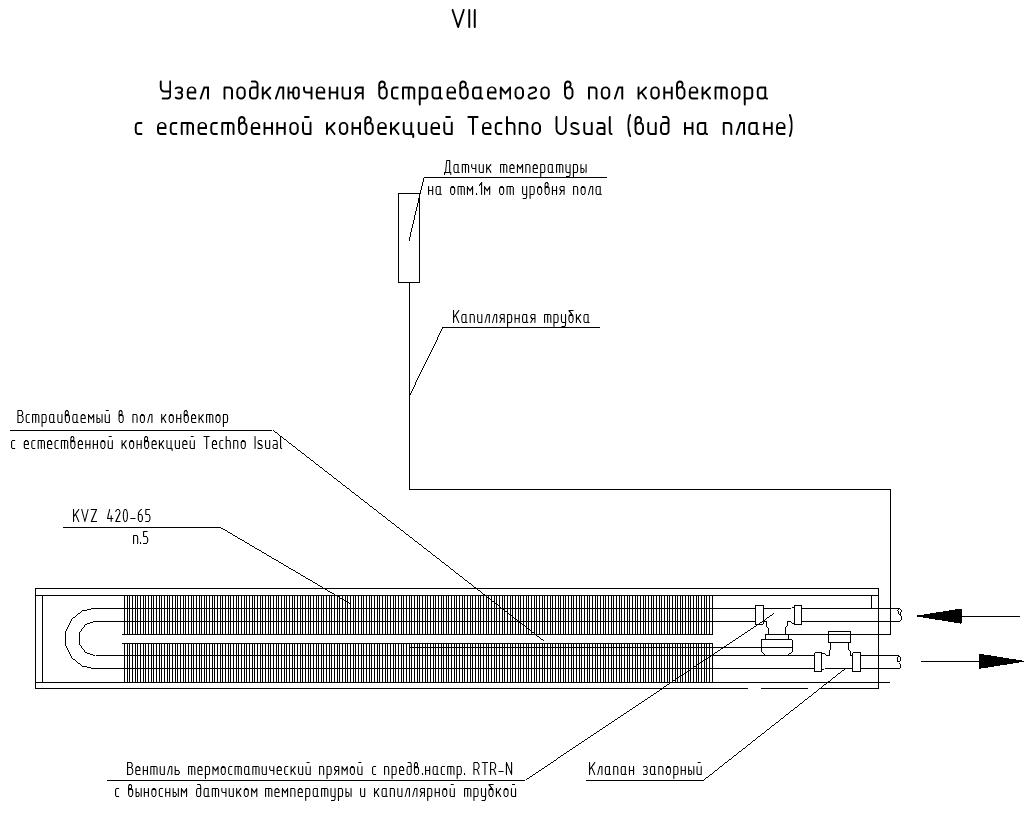 VII
Узел подключения встраеваемого в пол конвектора
с естественной конвекцией Techno Usual (вид на плане)
Датчик температуры
на отм.1м от уровня пола
Капиллярная трубка
Встраиваемый в пол конвектор
с естественной конвекцией Techno Isual
KVZ 420-65
п.5
Вентиль термостатический прямой с предв.настр. RTR-N
с выносным датчиком температуры и капиллярной трубкой
Клапан запорный